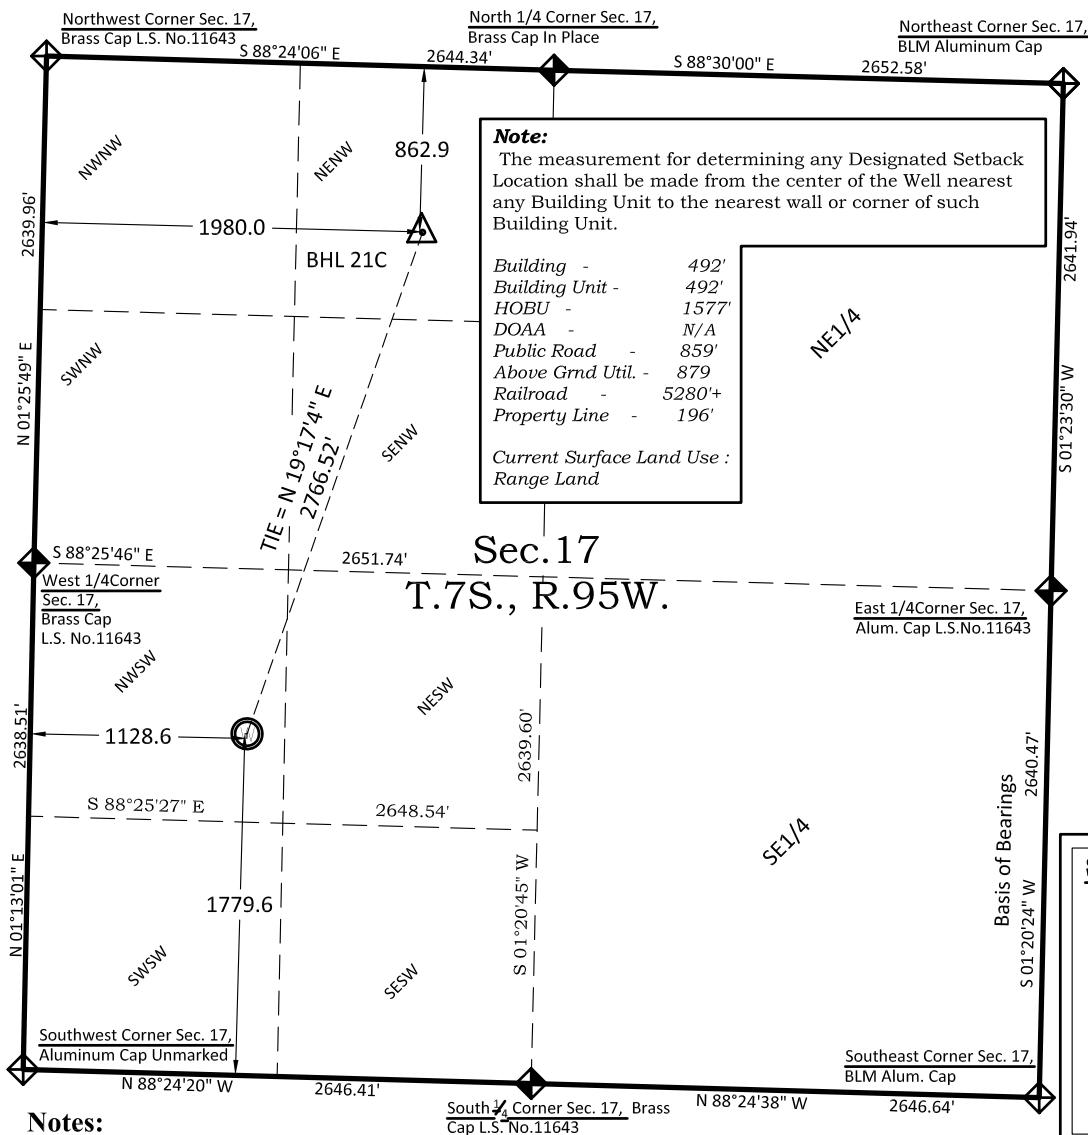 Northwest Corner Sec. 17,
Brass Cap L.S. No.11643
North 1/4 Corner Sec. 17,
Brass Cap In Place
Northeast Corner Sec. 17,
BLM Aluminum Cap
S 88°24'06" E
2644.34'
S 88°30'00" E
2652.58'
NWNW
NENW
862.9
1980.0
BHL 21C
2639.96'
N 01°25'49" E
Note:
The measurement for determining any Designated Setback
Location shall be made from the center of the Well nearest
any Building Unit to the nearest wall or corner of such
Building Unit.
Building - 492'
Building Unit - 492'
HOBU - 1577'
DOAA - N/A
Public Road - 859'
Above Grnd Util. - 879
Railroad - 5280'+
Property Line - 196'
Current Surface Land Use :
Range Land
2641.94'
S 01°23'30" W
NE1/4
SWNW
SENW
TIE = N 19°17'4" E
2766.52'
S 88°25'46" E
2651.74'
Sec.17
T.7S., R.95W.
West 1/4Corner
Sec. 17,
Brass Cap
L.S. No.11643
East 1/4Corner Sec. 17,
Alum. Cap L.S.No.11643
NWSW
NESW
1128.6
2638.51'
N 01°13'01" E
2639.60'
S 01°20'45" W
2640.47'
S 01°20'24" W
Basis of Bearings
S 88°25'27" E
2648.54'
SE1/4
1779.6
SWSW
SESW
Southwest Corner Sec. 17,
Aluminum Cap Unmarked
Southeast Corner Sec. 17,
BLM Alum. Cap
N 88°24'20" W
2646.41'
South 1/4 Corner Sec. 17, Brass
Cap L.S. No.11643
N 88°24'38" W
2646.64'
Notes: